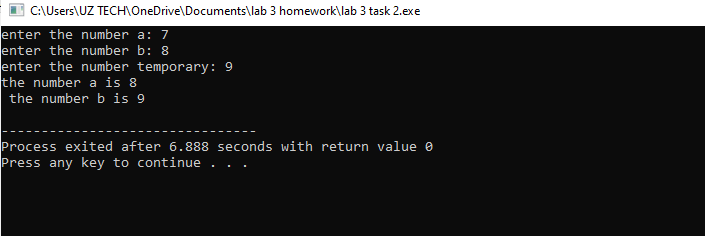 C:\Users\UZ TECH\OneDrive\Documents\lab 3 homework\lab 3 task 2.exe
enter the number a: 7
enter the number b: 8
enter the number temporary: 9
the number a is 8
 the number b is 9

--------------------------------
Process exited after 6.888 seconds with return value 0
Press any key to continue . . .